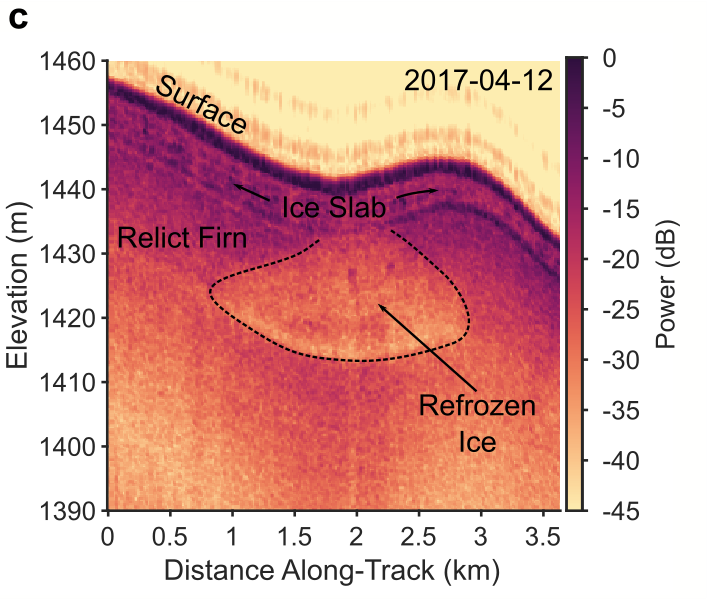 c
2017-04-12
Surface
Ice Slab
Relict Firn
Refrozen
Ice
1460
1450
1440
1430
1420
1410
1400
1390
Elevation (m)
0 0.5 1 1.5 2 2.5 3 3.5
Distance Along-Track (km)
0
-5
-10
-15
-20
-25
-30
-35
-40
-45
Power (dB)